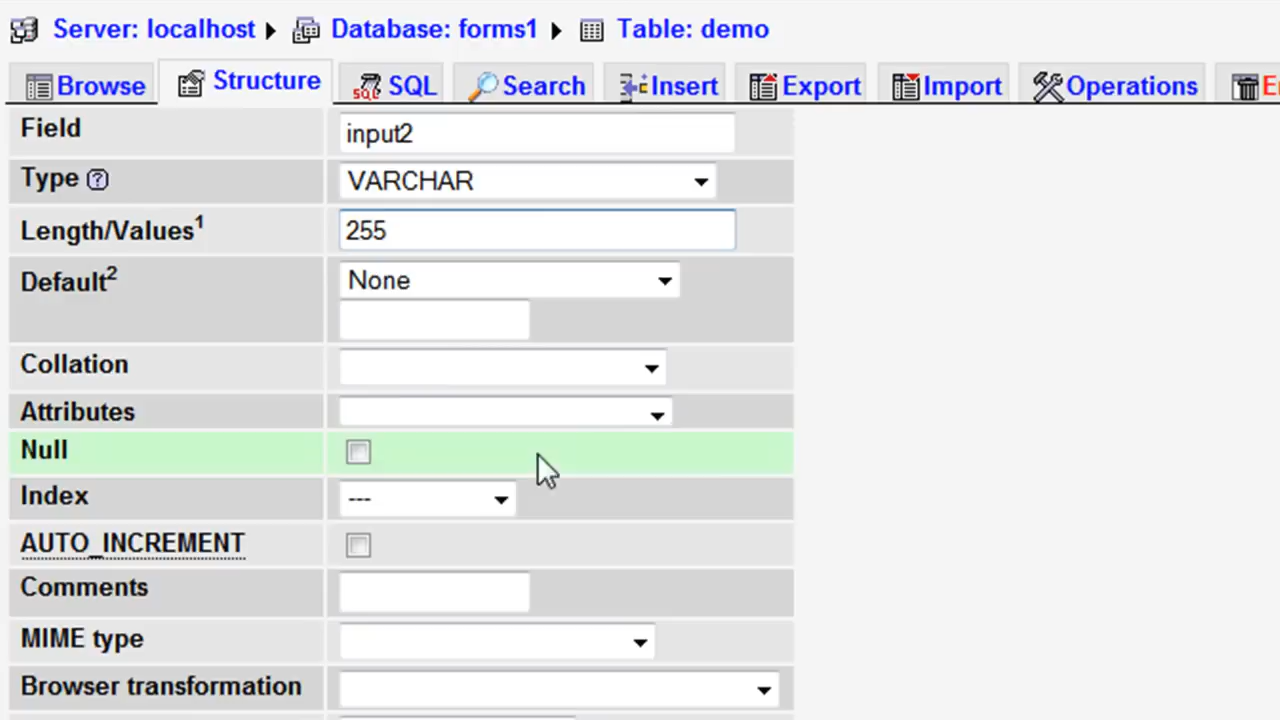 Server: localhost ▸ Database: forms1 ▸ Table: demo
Browse Structure SQL Search Insert Export Import Operations
Field input2
Type ? VARCHAR
Length/Values1 255
Default2 None
Collation
Attributes
Null
Index ---
AUTO_INCREMENT
Comments
MIME type
Browser transformation